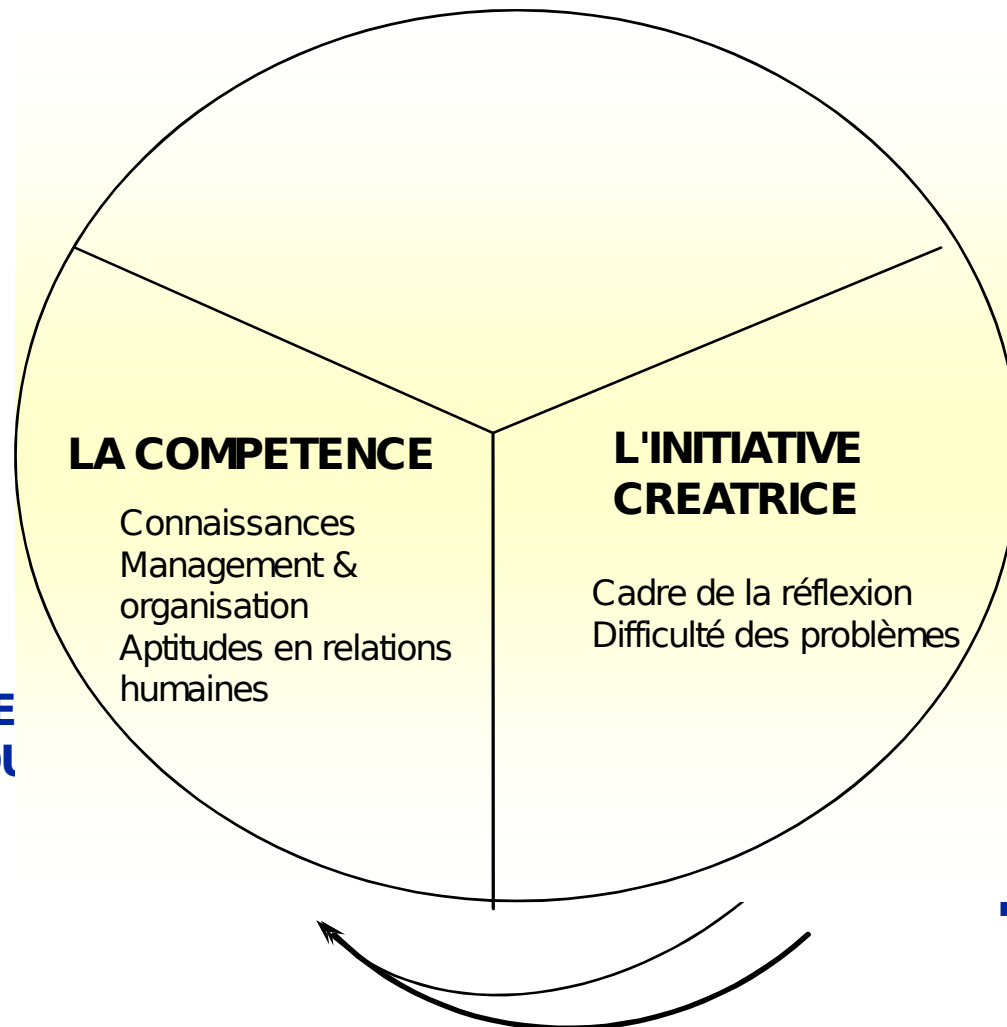 LA COMPETENCE
Connaissances
Management &
organisation
Aptitudes en relations
humaines
L'INITIATIVE
CREATRICE
Cadre de la réflexion
Difficulté des problèmes